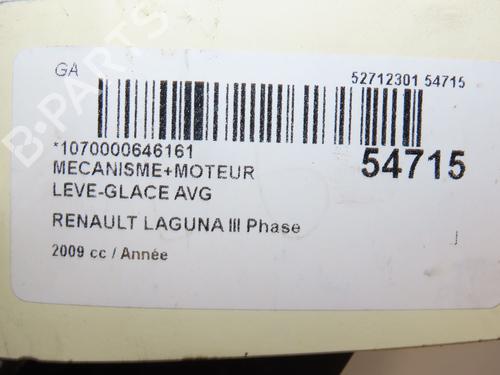 GA
52712301 54715
*1070000646161
54715
MECANISME+MOTEUR
LEVE-GLACE AVG
RENAULT LAGUNA III Phase
2009 cc / Année
B-PARTS